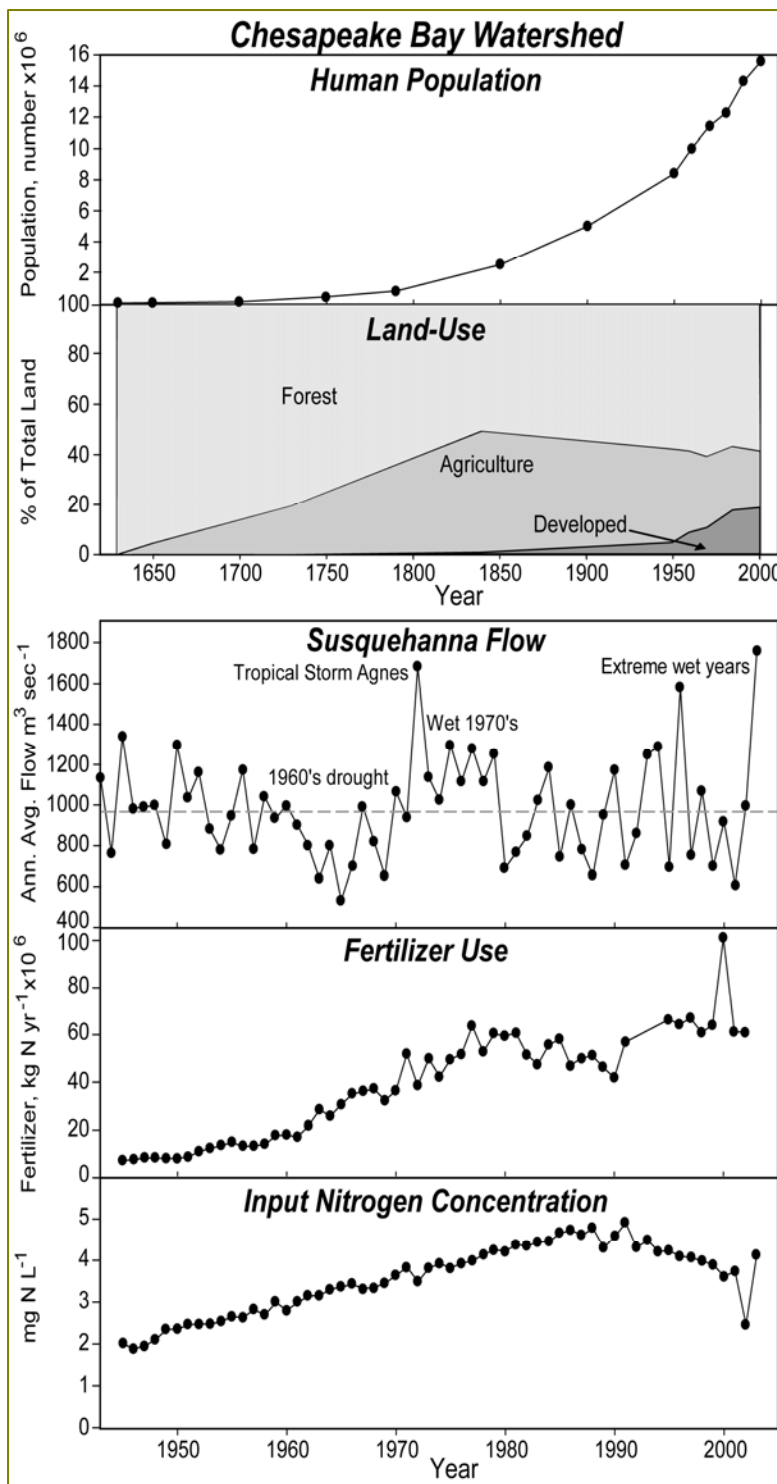 Chesapeake Bay Watershed
Human Population
Population, number x10⁶
16
14
12
10
8
6
4
2
Land-Use
% of Total Land
100
80
60
40
20
0
Forest
Agriculture
Developed
1650 1700 1750 1800 1850 1900 1950 2000
Year
Susquehanna Flow
Ann. Avg. Flow m³ sec⁻¹
1800
1600
1400
1200
1000
800
600
400
Tropical Storm Agnes
Extreme wet years
Wet 1970's
1960's drought
Fertilizer Use
Fertilizer, kg N yr⁻¹x10⁶
100
80
60
40
20
0
Input Nitrogen Concentration
mg N L⁻¹
5
4
3
2
1
0
1950 1960 1970 1980 1990 2000
Year